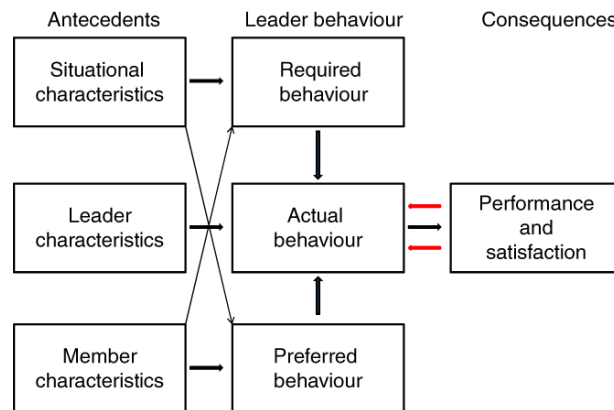 Antecedents
Leader behaviour
Consequences
Situational
characteristics
Required
behaviour
Leader
characteristics
Actual
behaviour
Performance
and
satisfaction
Member
characteristics
Preferred
behaviour